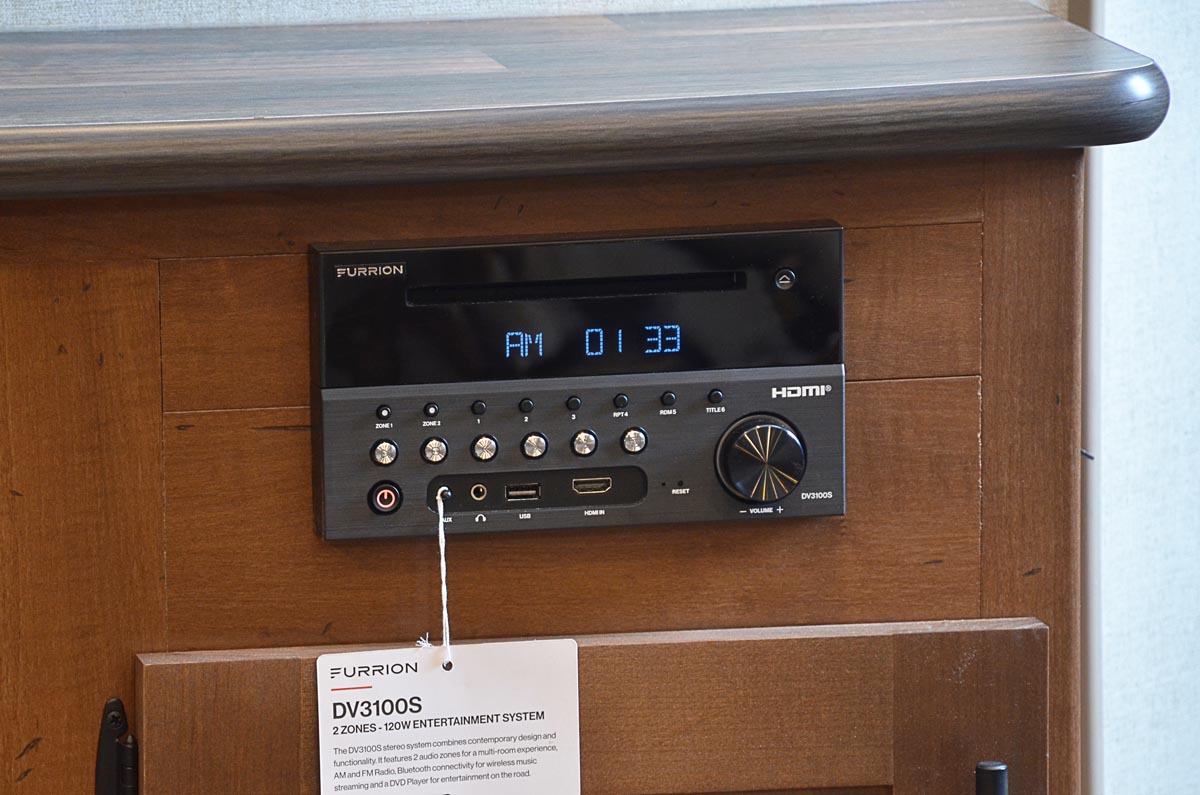 FURRION
AM 01 33
HDMI®
ZONE 1 ZONE 2 1 2 3 RPT 4 RDM 5 TITLE 6
RESET
DV3100S
AUX USB HDMI IN
– VOLUME +
FURRION
DV3100S
2 ZONES - 120W ENTERTAINMENT SYSTEM
The DV3100S stereo system combines contemporary design and
functionality. It features 2 audio zones for a multi-room experience,
AM and FM Radio, Bluetooth connectivity for wireless music
streaming and a DVD Player for entertainment on the road.